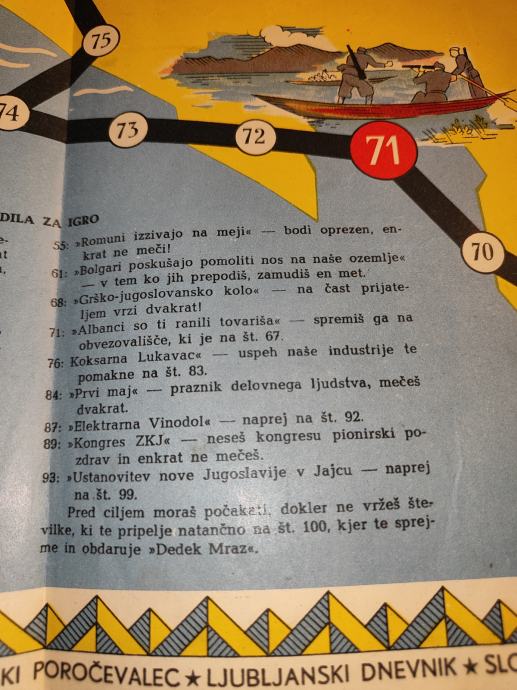 75
74
73
72
71
70
DILA ZA IGRO
55: »Romuni izzivajo na meji« — bodi oprezen, en-
krat ne meči!
61: »Bolgari poskušajo pomoliti nos na naše ozemlje«
— v tem ko jih prepodiš, zamudiš en met.
68: »Grško-jugoslovansko kolo« — na čast prijate-
ljem vrzi dvakrat!
71: »Albanci so ti ranili tovariša« — spremiš ga na
obvezovališče, ki je na št. 67.
76: Koksarna Lukavac« — uspeh naše industrije te
pomakne na št. 83.
84: »Prvi maj« — praznik delovnega ljudstva, mečeš
dvakrat.
87: »Elektrarna Vinodol« — naprej na št. 92.
89: »Kongres ZKJ« — neseš kongresu pionirski po-
zdrav in enkrat ne mečeš.
93: »Ustanovitev nove Jugoslavije v Jajcu — naprej
na št. 99.
Pred ciljem moraš počakati, dokler ne vržeš šte-
vilke, ki te pripelje natančno na št. 100, kjer te sprej-
me in obdaruje »Dedek Mraz«.
KI POROČEVALEC ★ LJUBLJANSKI DNEVNIK ★ SLO